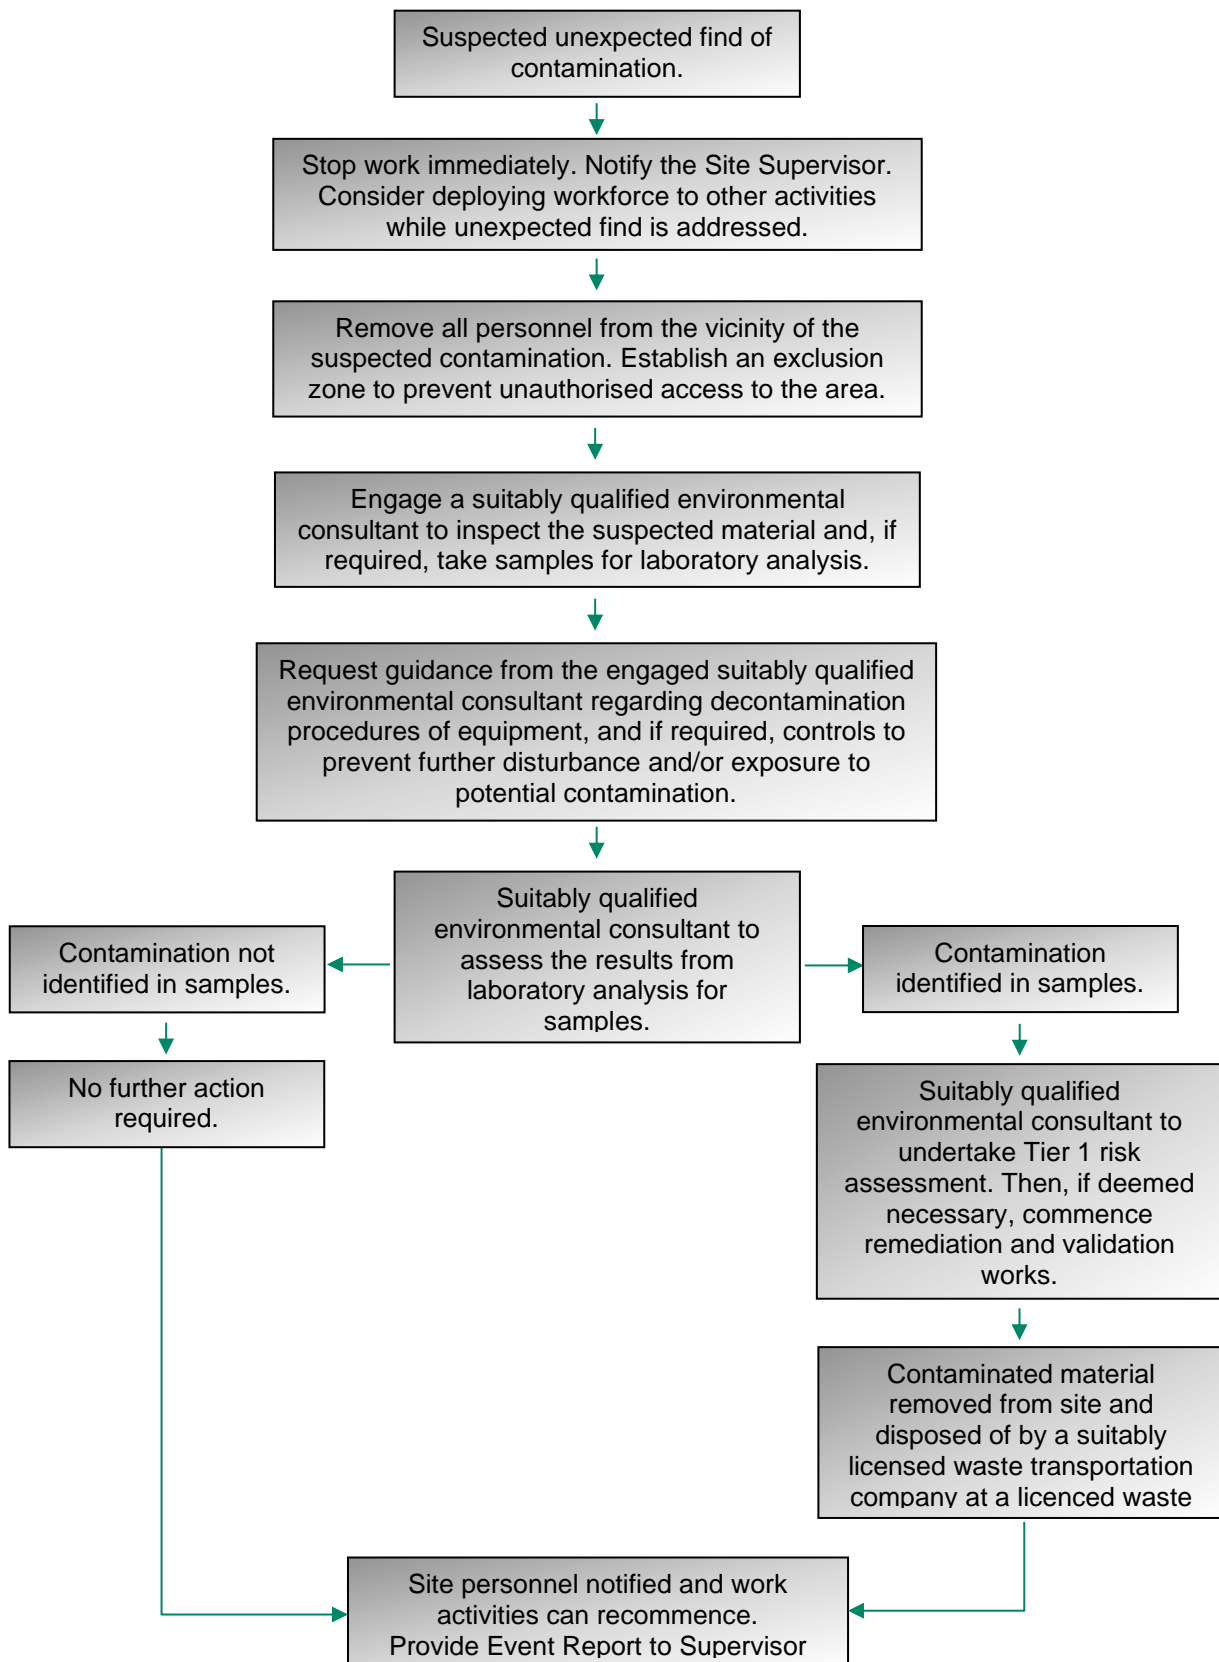 Suspected unexpected find of
contamination.
Stop work immediately. Notify the Site Supervisor.
Consider deploying workforce to other activities
while unexpected find is addressed.
Remove all personnel from the vicinity of the
suspected contamination. Establish an exclusion
zone to prevent unauthorised access to the area.
Engage a suitably qualified environmental
consultant to inspect the suspected material and, if
required, take samples for laboratory analysis.
Request guidance from the engaged suitably qualified
environmental consultant regarding decontamination
procedures of equipment, and if required, controls to
prevent further disturbance and/or exposure to
potential contamination.
Suitably qualified
environmental consultant to
assess the results from
laboratory analysis for
samples.
Contamination not
identified in samples.
No further action
required.
Contamination
identified in samples.
Suitably qualified
environmental consultant to
undertake Tier 1 risk
assessment. Then, if deemed
necessary, commence
remediation and validation
works.
Contaminated material
removed from site and
disposed of by a suitably
licensed waste transportation
company at a licenced waste
Site personnel notified and work
activities can recommence.
Provide Event Report to Supervisor